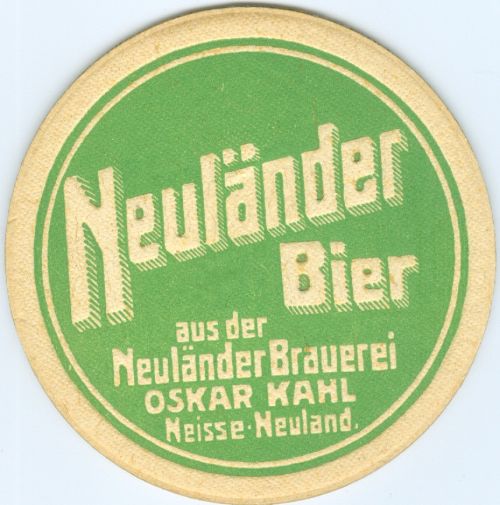 Neuländer
Bier
aus der
Neuländer Brauerei
OSKAR KAHL
Neisse-Neuland.